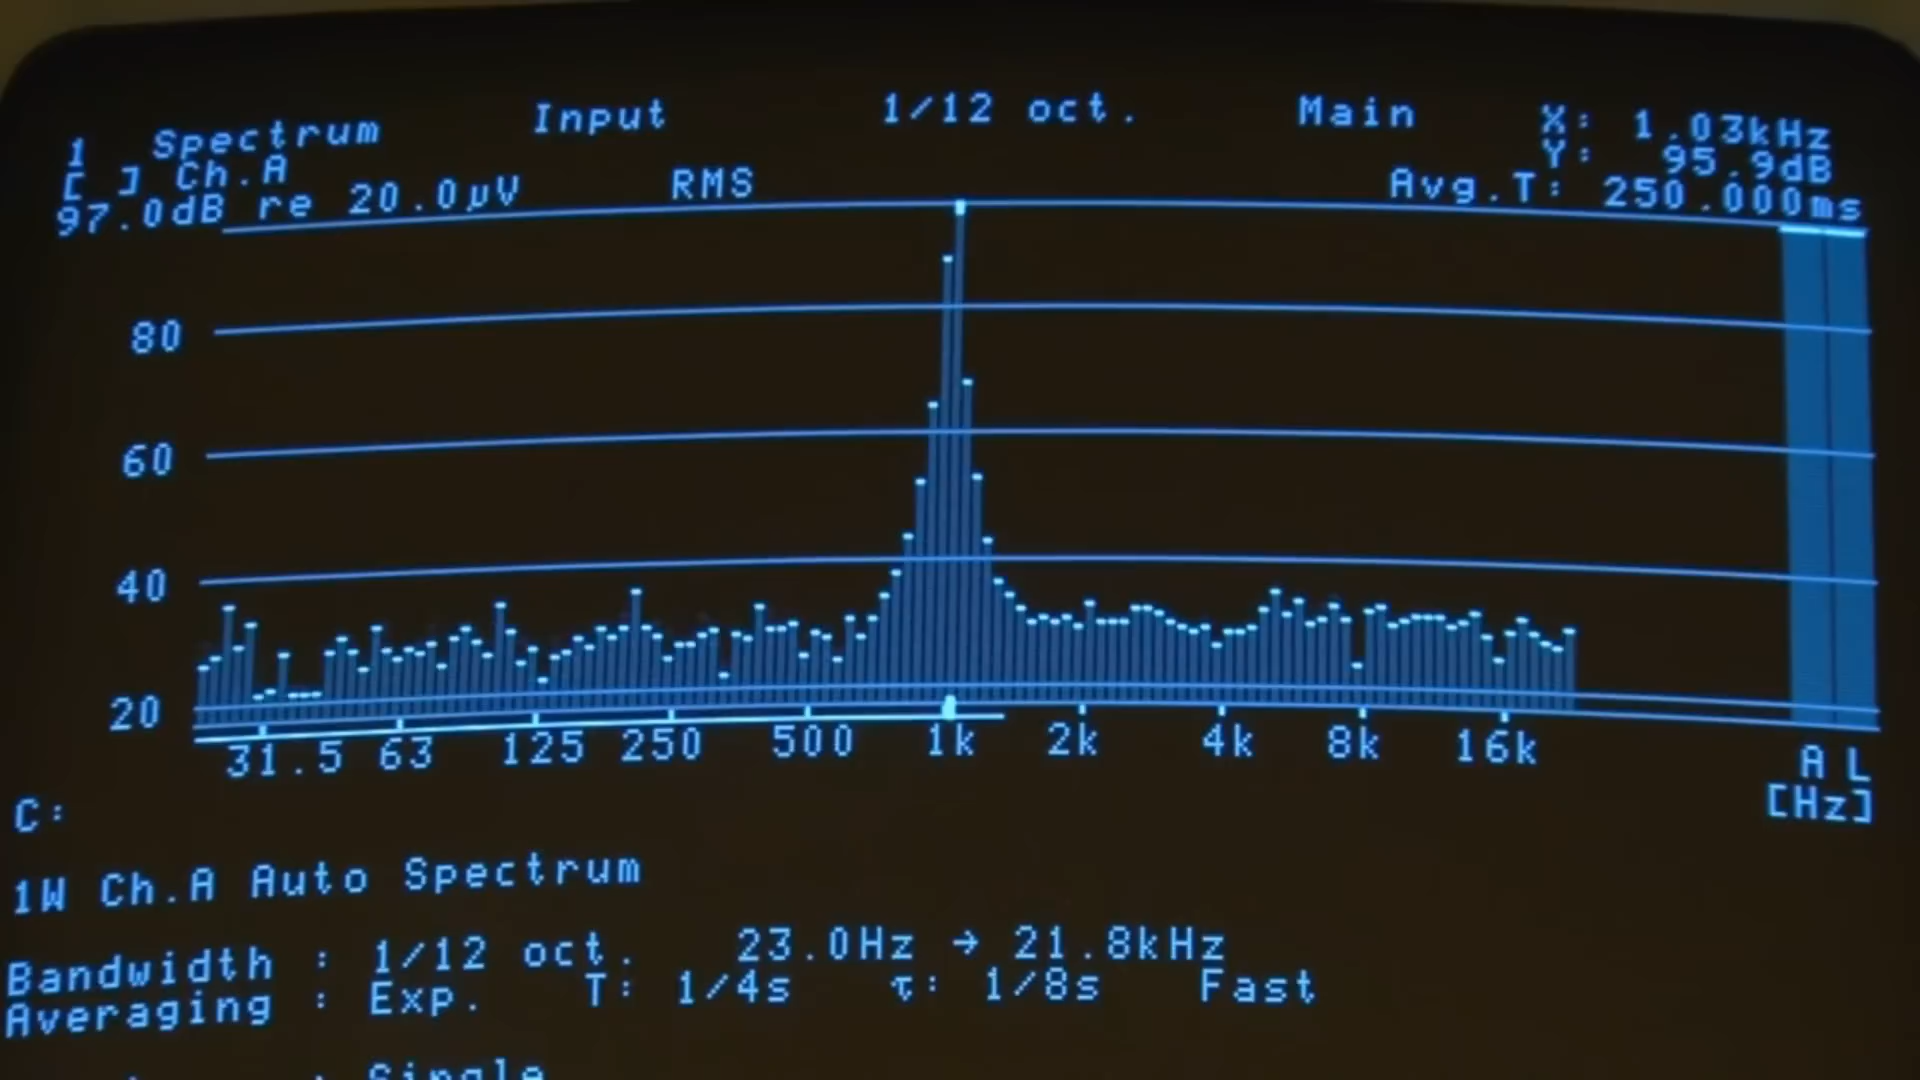 1 Spectrum Input 1/12 oct. Main X: 1.03kHz
[ ] Ch.A Y: 95.9dB
97.0dB re 20.0µV RMS Avg.T: 250.000ms
80
60
40
20
31.5 63 125 250 500 1k 2k 4k 8k 16k A L
[Hz]
C:
1W Ch.A Auto Spectrum
Bandwidth : 1/12 oct. 23.0Hz → 21.8kHz
Averaging : Exp. T: 1/4s τ: 1/8s Fast
: Single